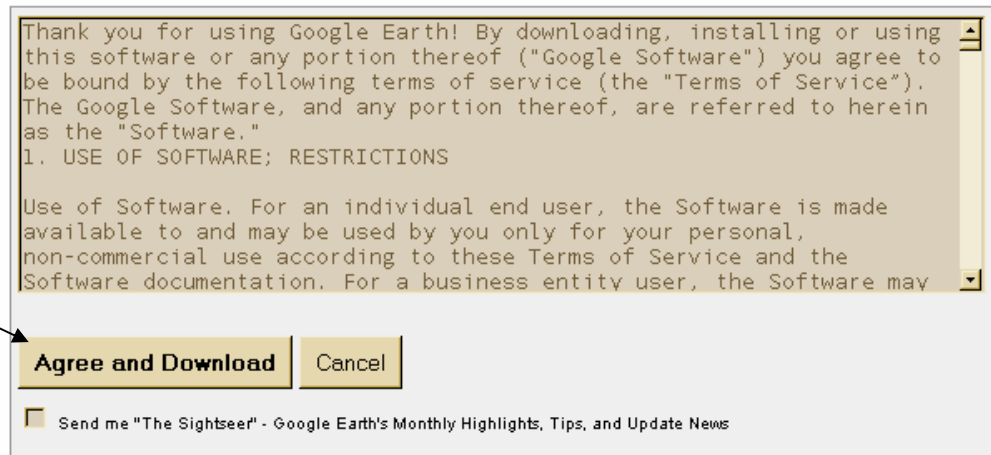 Thank you for using Google Earth! By downloading, installing or using
this software or any portion thereof ("Google Software") you agree to
be bound by the following terms of service (the "Terms of Service").
The Google Software, and any portion thereof, are referred to herein
as the "Software."
1. USE OF SOFTWARE; RESTRICTIONS
Use of Software. For an individual end user, the Software is made
available to and may be used by you only for your personal,
non-commercial use according to these Terms of Service and the
Software documentation. For a business entity user, the Software may
Agree and Download Cancel
Send me "The Sightseer" - Google Earth's Monthly Highlights, Tips, and Update News